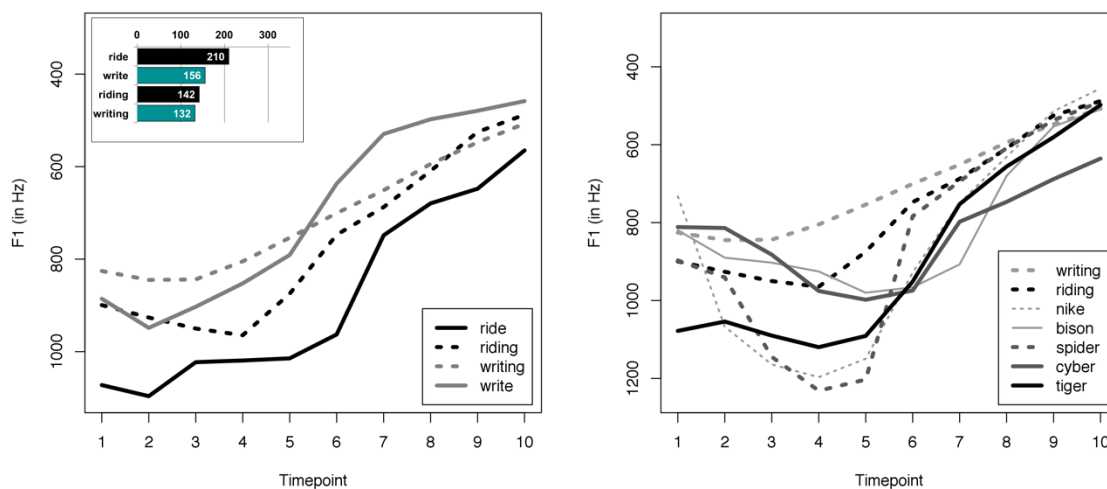 0 100 200 300
ride 210
write 156
riding 142
writing 132
F1 (in Hz)
400
600
800
1000
ride
riding
writing
write
1 2 3 4 5 6 7 8 9 10
Timepoint
F1 (in Hz)
400
600
800
1000
1200
writing
riding
nike
bison
spider
cyber
tiger
1 2 3 4 5 6 7 8 9 10
Timepoint